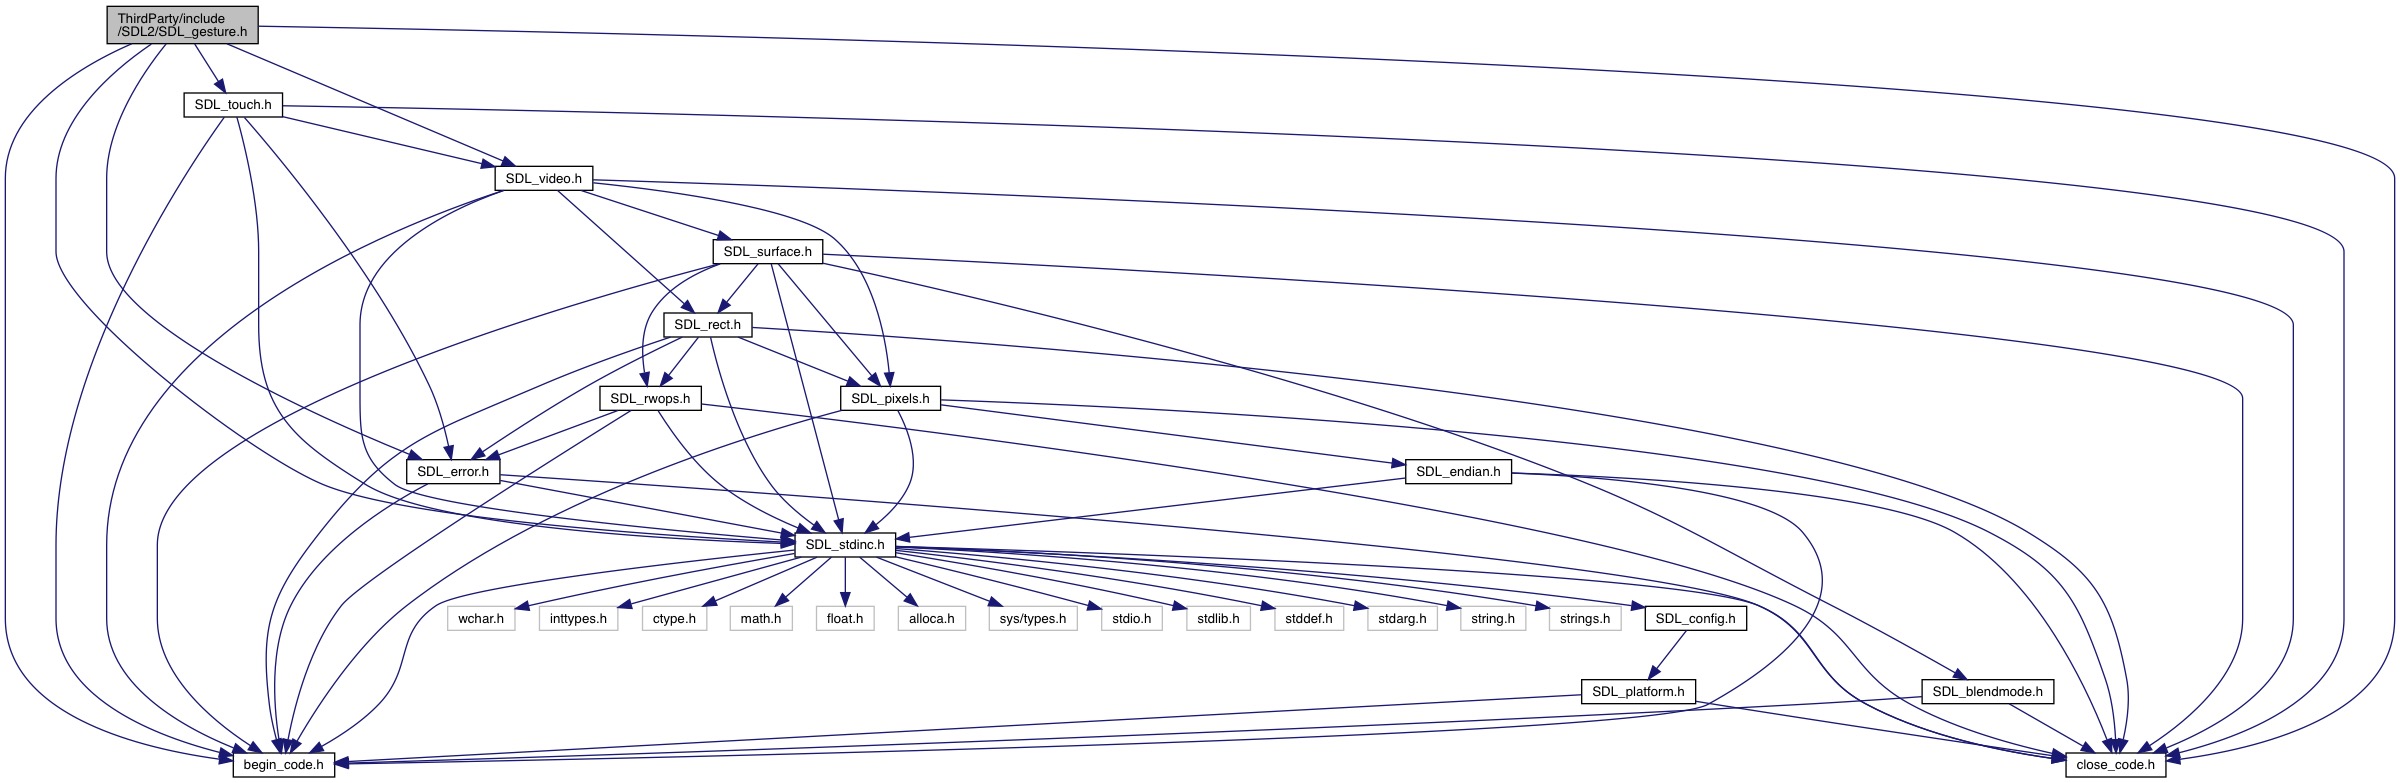 ThirdParty/include
/SDL2/SDL_gesture.h
SDL_touch.h
SDL_video.h
SDL_surface.h
SDL_rect.h
SDL_rwops.h
SDL_pixels.h
SDL_error.h
SDL_endian.h
SDL_stdinc.h
wchar.h
inttypes.h
ctype.h
math.h
float.h
alloca.h
sys/types.h
stdio.h
stdlib.h
stddef.h
stdarg.h
string.h
strings.h
SDL_config.h
SDL_platform.h
SDL_blendmode.h
begin_code.h
close_code.h